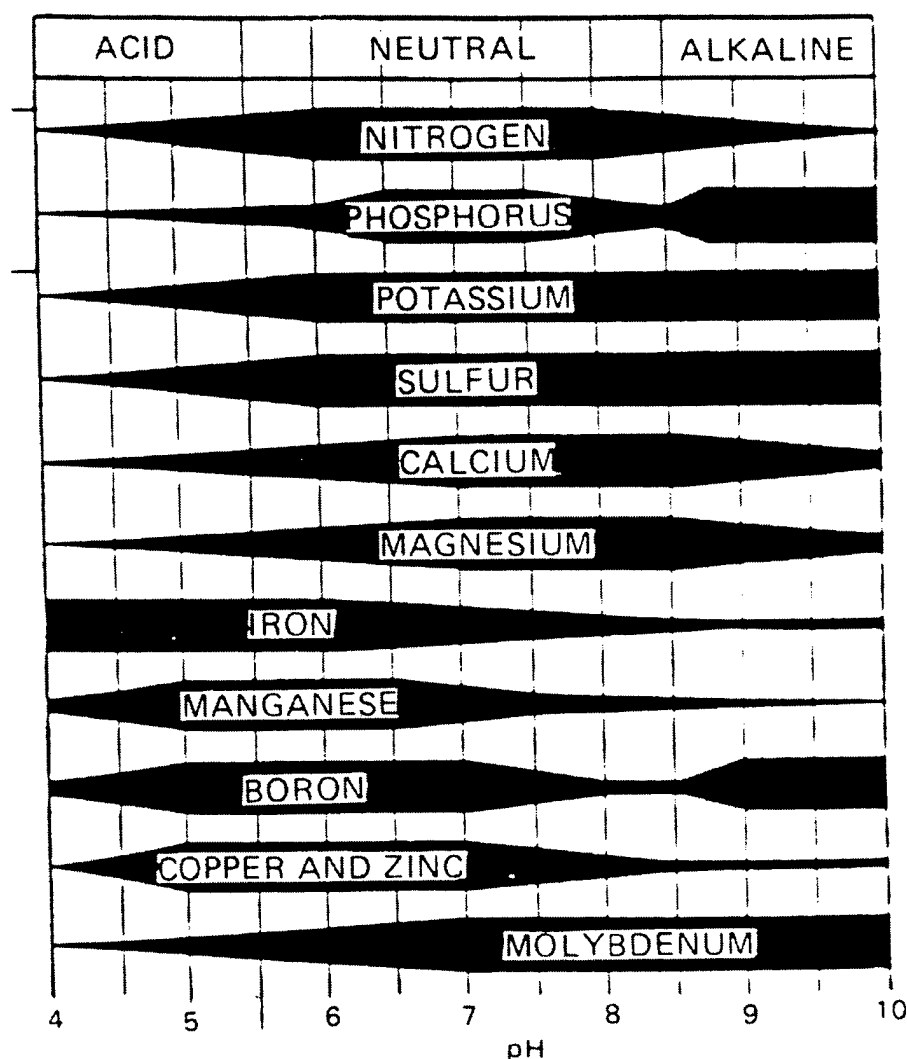 ACID NEUTRAL ALKALINE
NITROGEN
PHOSPHORUS
POTASSIUM
SULFUR
CALCIUM
MAGNESIUM
IRON
MANGANESE
BORON
COPPER AND ZINC
MOLYBDENUM
4 5 6 7 8 9 10
pH